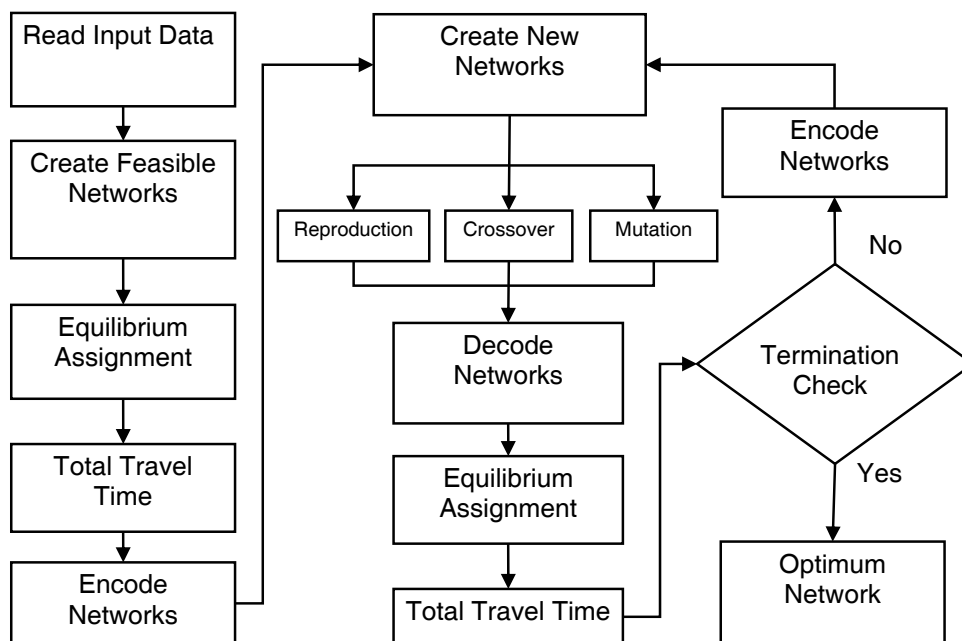 Read Input Data
Create Feasible
Networks
Equilibrium
Assignment
Total Travel
Time
Encode
Networks
Create New
Networks
Reproduction
Crossover
Mutation
Decode
Networks
Equilibrium
Assignment
Total Travel Time
Encode
Networks
No
Termination
Check
Yes
Optimum
Network